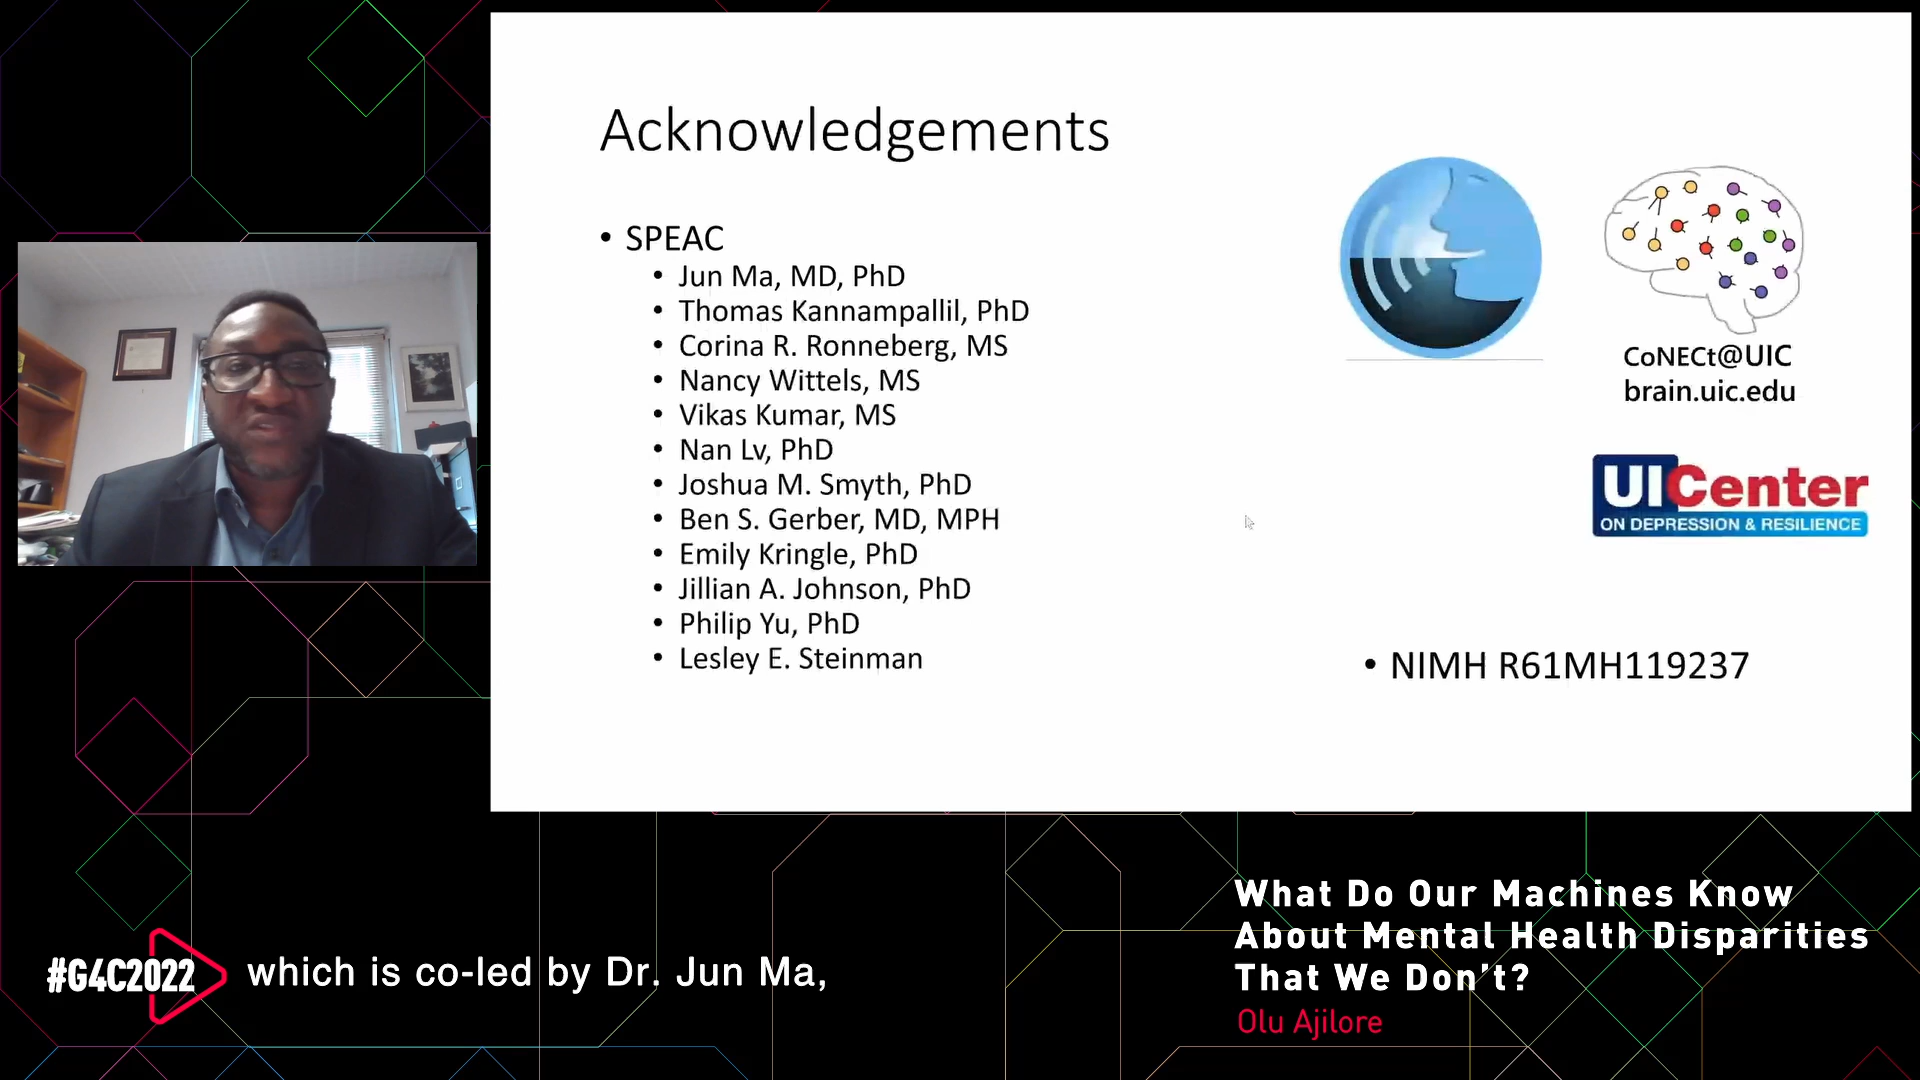 Acknowledgements
• SPEAC
• Jun Ma, MD, PhD
• Thomas Kannampallil, PhD
• Corina R. Ronneberg, MS
• Nancy Wittels, MS
• Vikas Kumar, MS
• Nan Lv, PhD
• Joshua M. Smyth, PhD
• Ben S. Gerber, MD, MPH
• Emily Kringle, PhD
• Jillian A. Johnson, PhD
• Philip Yu, PhD
• Lesley E. Steinman
CoNECt@UIC
brain.uic.edu
UICenter
ON DEPRESSION & RESILIENCE
• NIMH R61MH119237
#G4C2022
which is co-led by Dr. Jun Ma,
What Do Our Machines Know
About Mental Health Disparities
That We Don't?
Olu Ajilore